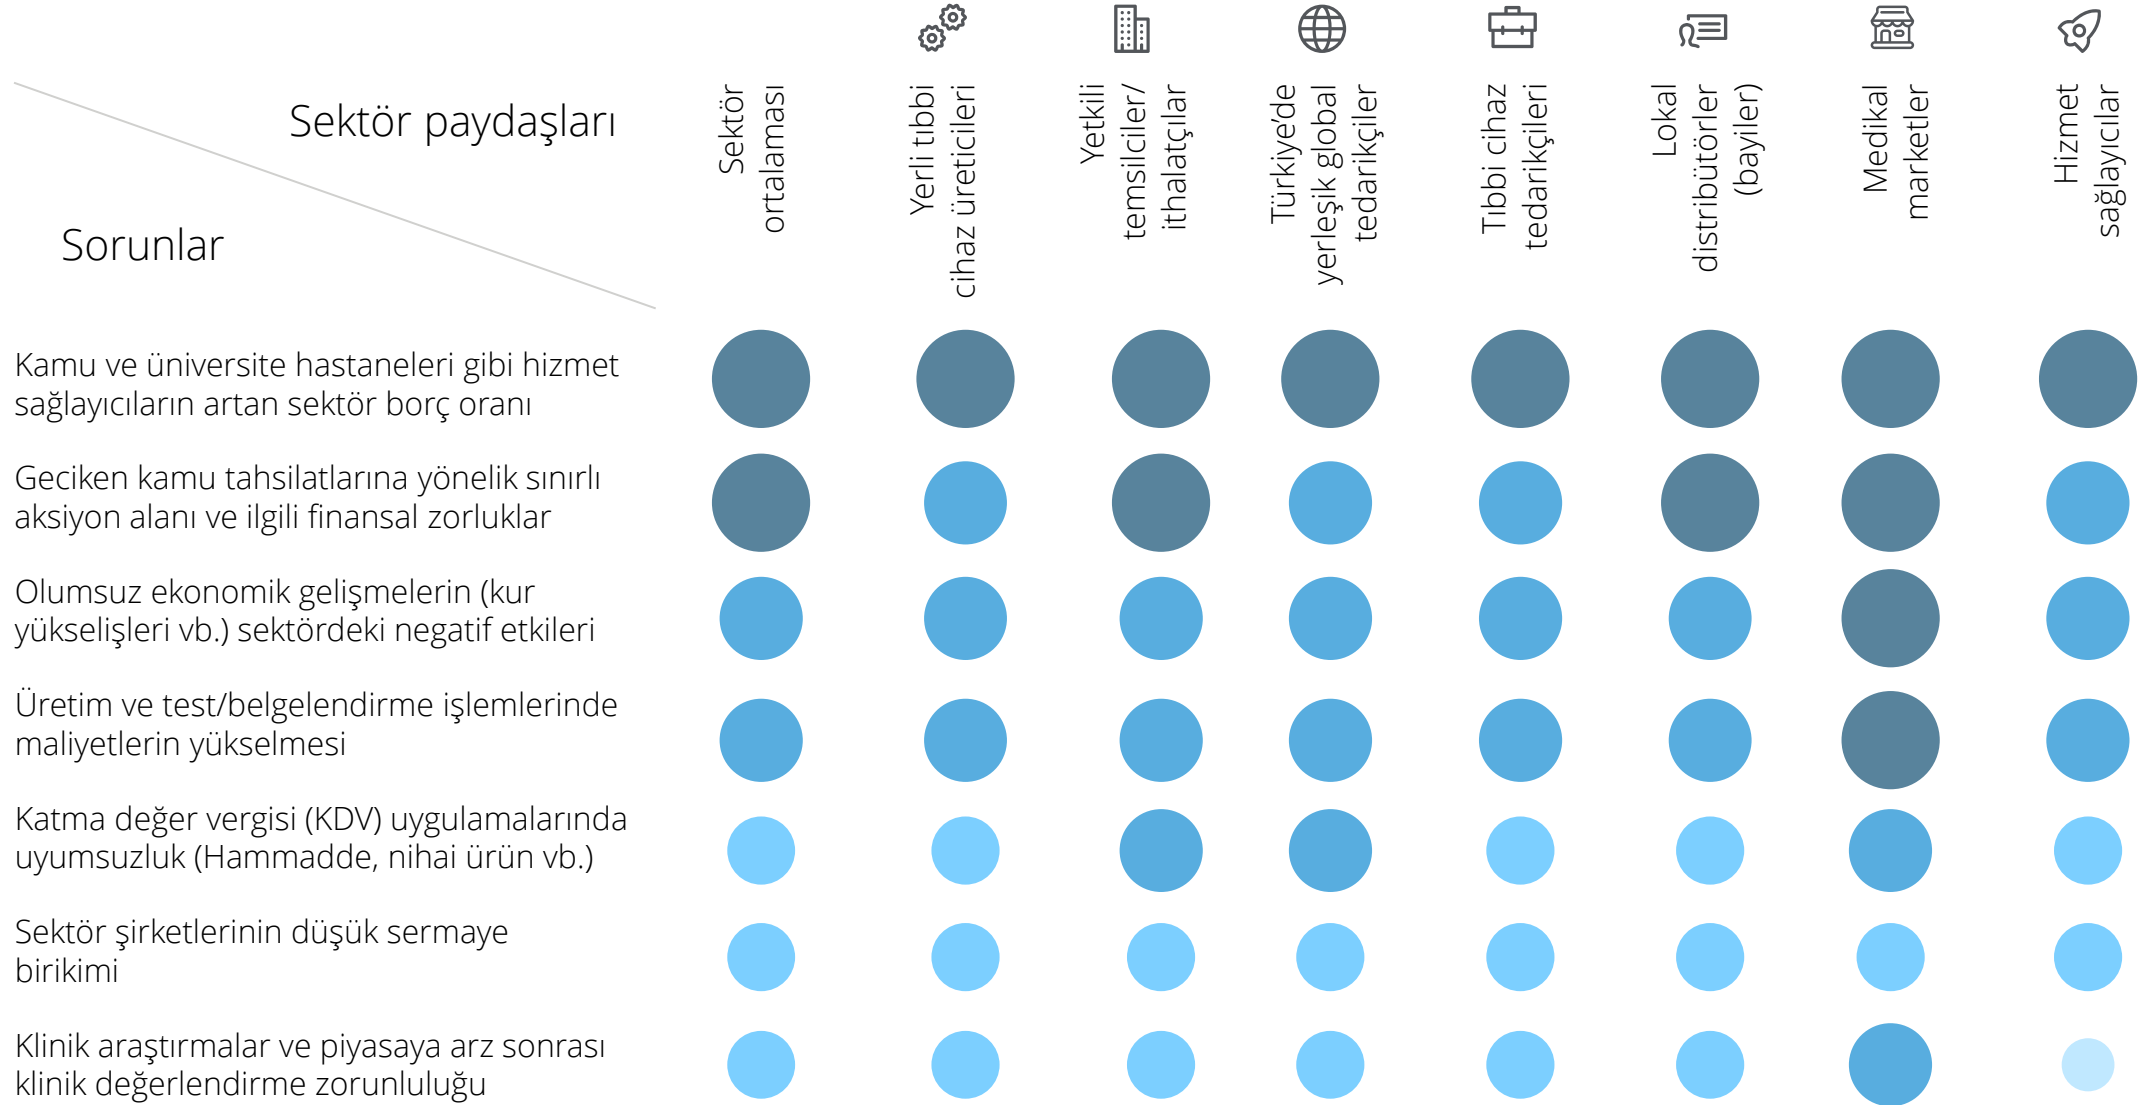 Sektör paydaşları
Sorunlar
Sektör
ortalaması
Yerli tıbbi
cihaz üreticileri
Yetkili
temsilciler/
ithalatçılar
Türkiye’de
yerleşik global
tedarikçiler
Tıbbi cihaz
tedarikçileri
Lokal
distribütörler
(bayiler)
Medikal
marketler
Hizmet
sağlayıcılar
Kamu ve üniversite hastaneleri gibi hizmet
sağlayıcıların artan sektör borç oranı
Geciken kamu tahsilatlarına yönelik sınırlı
aksiyon alanı ve ilgili finansal zorluklar
Olumsuz ekonomik gelişmelerin (kur
yükselişleri vb.) sektördeki negatif etkileri
Üretim ve test/belgelendirme işlemlerinde
maliyetlerin yükselmesi
Katma değer vergisi (KDV) uygulamalarında
uyumsuzluk (Hammadde, nihai ürün vb.)
Sektör şirketlerinin düşük sermaye
birikimi
Klinik araştırmalar ve piyasaya arz sonrası
klinik değerlendirme zorunluluğu